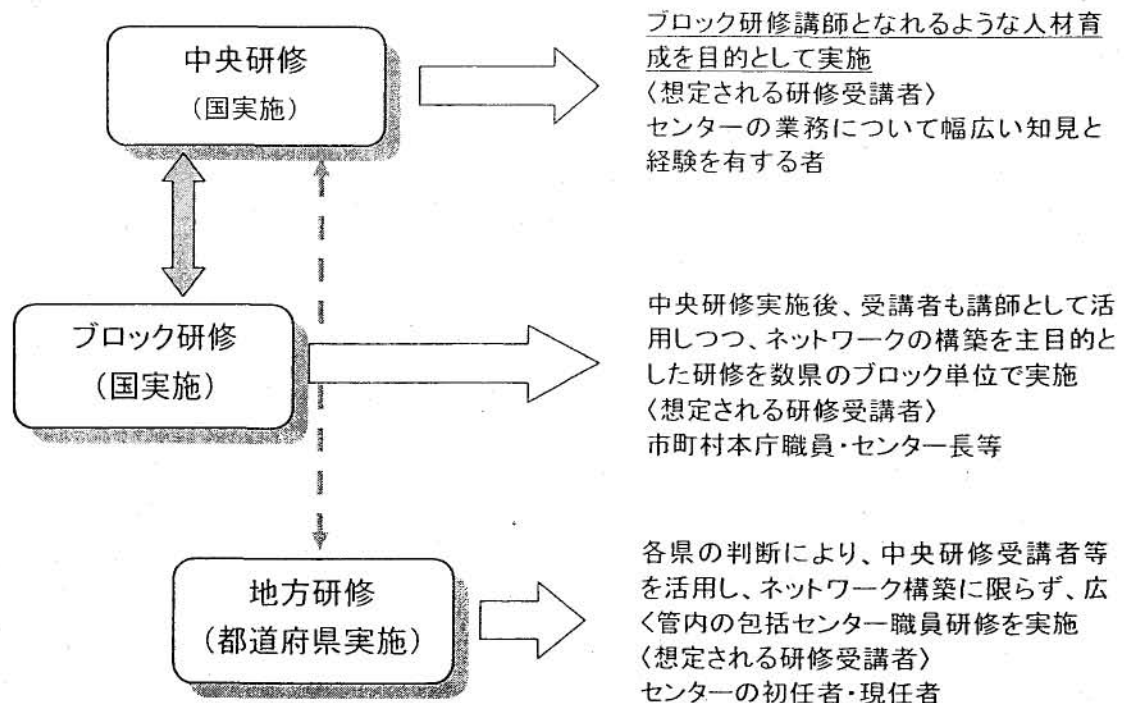 中央研修
(国実施)
ブロック研修講師となれるような人材育
成を目的として実施
〈想定される研修受講者〉
センターの業務について幅広い知見と
経験を有する者
ブロック研修
(国実施)
中央研修実施後、受講者も講師として活
用しつつ、ネットワークの構築を主目的と
した研修を数県のブロック単位で実施
〈想定される研修受講者〉
市町村本庁職員・センター長等
地方研修
(都道府県実施)
各県の判断により、中央研修受講者等
を活用し、ネットワーク構築に限らず、広
く管内の包括センター職員研修を実施
〈想定される研修受講者〉
センターの初任者・現任者